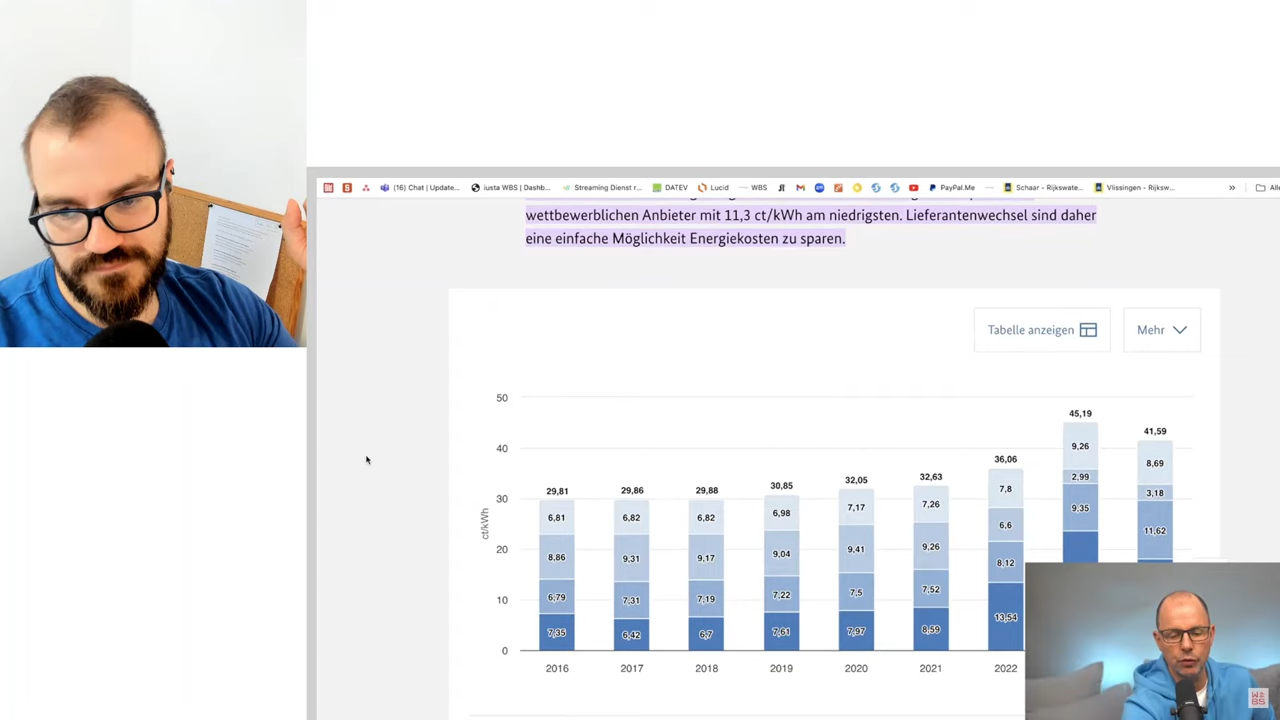 (16) Chat | Update... iusta WBS | Dashb... Streaming Dienst r... DATEV Lucid WBS PayPal.Me Schaar - Rijkswate... Vlissingen - Rijksw... » Alle
wettbewerblichen Anbieter mit 11,3 ct/kWh am niedrigsten. Lieferantenwechsel sind daher
eine einfache Möglichkeit Energiekosten zu sparen.
Tabelle anzeigen Mehr
50
45,19
41,59
40
9,26
36,06
8,69
32,05 32,63
29,81 29,86 29,88 30,85
2,99
7,8
3,18
30
9,35
7,17 7,26
6,81 6,82 6,82 6,98
6,6
11,62
ct/kWh
20
9,41 9,26
8,86 9,31 9,17 9,04
8,12
10
7,5 7,52
6,79 7,31 7,19 7,22
13,54
7,35 6,42 6,7 7,61 7,97 8,59
0
2016 2017 2018 2019 2020 2021 2022
WBS